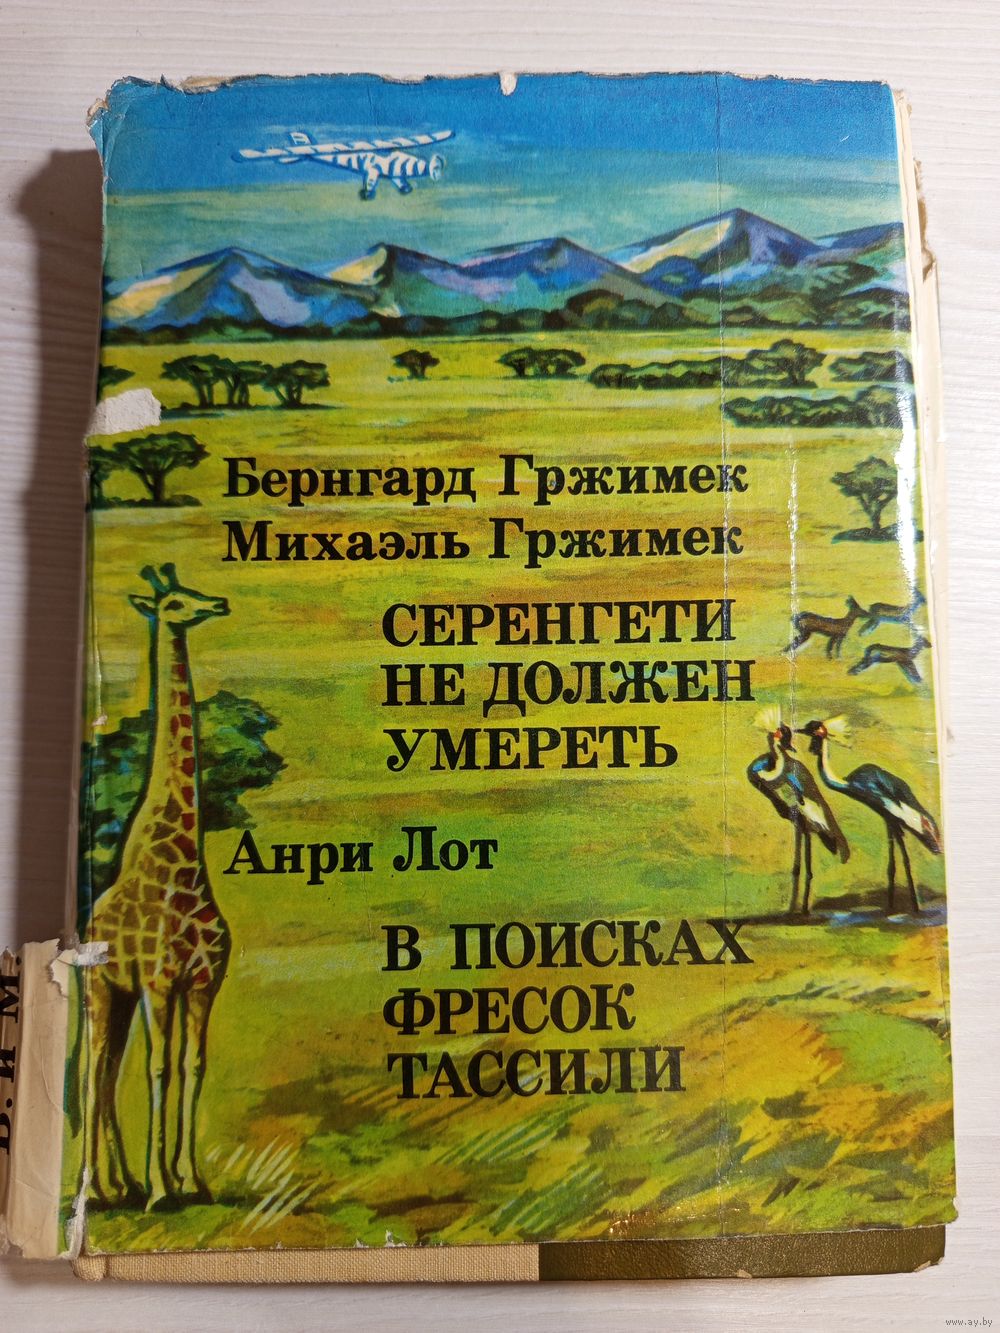 Бернгард Гржимек
Михаэль Гржимек
СЕРЕНГЕТИ
НЕ ДОЛЖЕН
УМЕРЕТЬ
Анри Лот
В ПОИСКАХ
ФРЕСОК
ТАССИЛИ
Б. и М.
www.ay.by